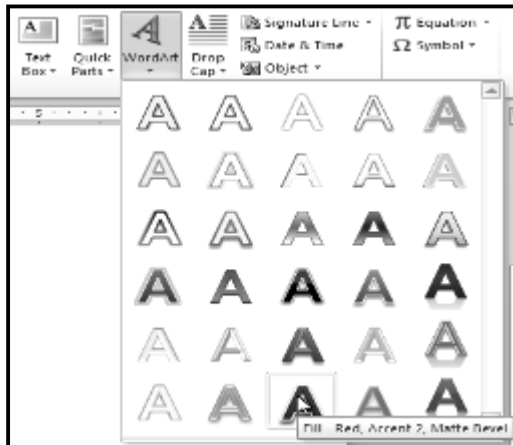 Text Box
Quick Parts
WordArt
Drop Cap
Signature Line
Date & Time
Object
π Equation
Ω Symbol
5
Fill - Red, Accent 2, Matte Bevel